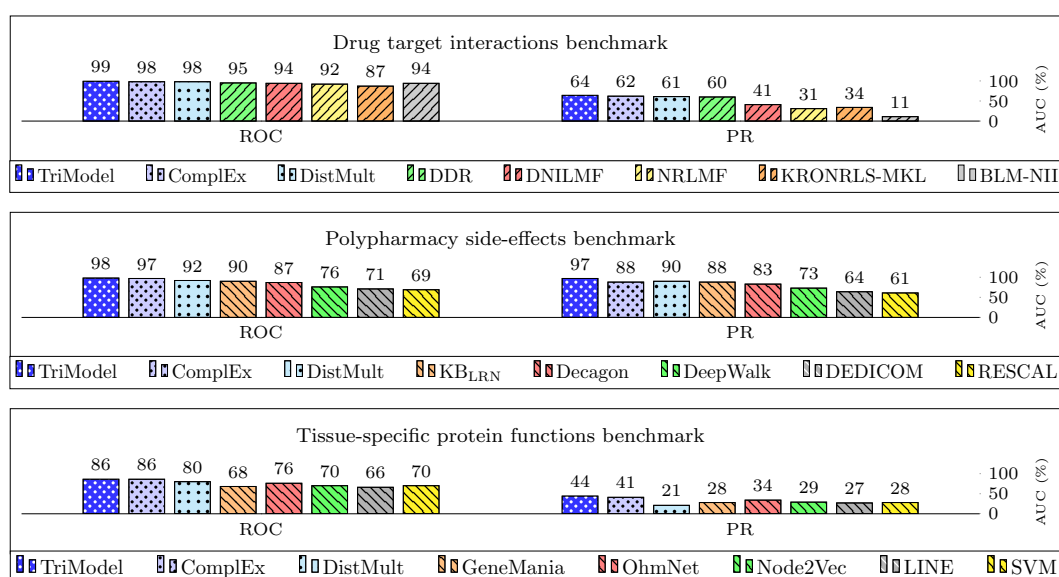 Drug target interactions benchmark
99 98 98 95 94 92 87 94 64 62 61 60 41 31 34 11
100
50
0
AUC (%)
ROC PR
TriModel ComplEx DistMult DDR DNILMF NRLMF KRONRLS-MKL BLM-NII
Polypharmacy side-effects benchmark
98 97 92 90 87 76 71 69 97 88 90 88 83 73 64 61
100
50
0
AUC (%)
ROC PR
TriModel ComplEx DistMult KBLRN Decagon DeepWalk DEDICOM RESCAL
Tissue-specific protein functions benchmark
86 86 80 68 76 70 66 70 44 41 21 28 34 29 27 28
100
50
0
AUC (%)
ROC PR
TriModel ComplEx DistMult GeneMania OhmNet Node2Vec LINE SVM